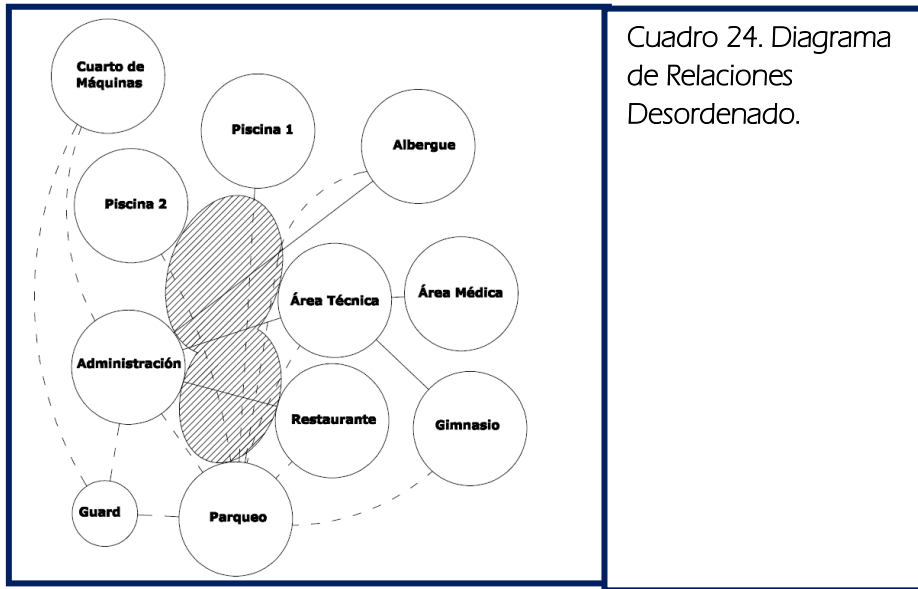 Cuadro 24. Diagrama
de Relaciones
Desordenado.
Cuarto de
Máquinas
Piscina 1
Albergue
Piscina 2
Área Técnica
Área Médica
Administración
Restaurante
Gimnasio
Guard
Parqueo